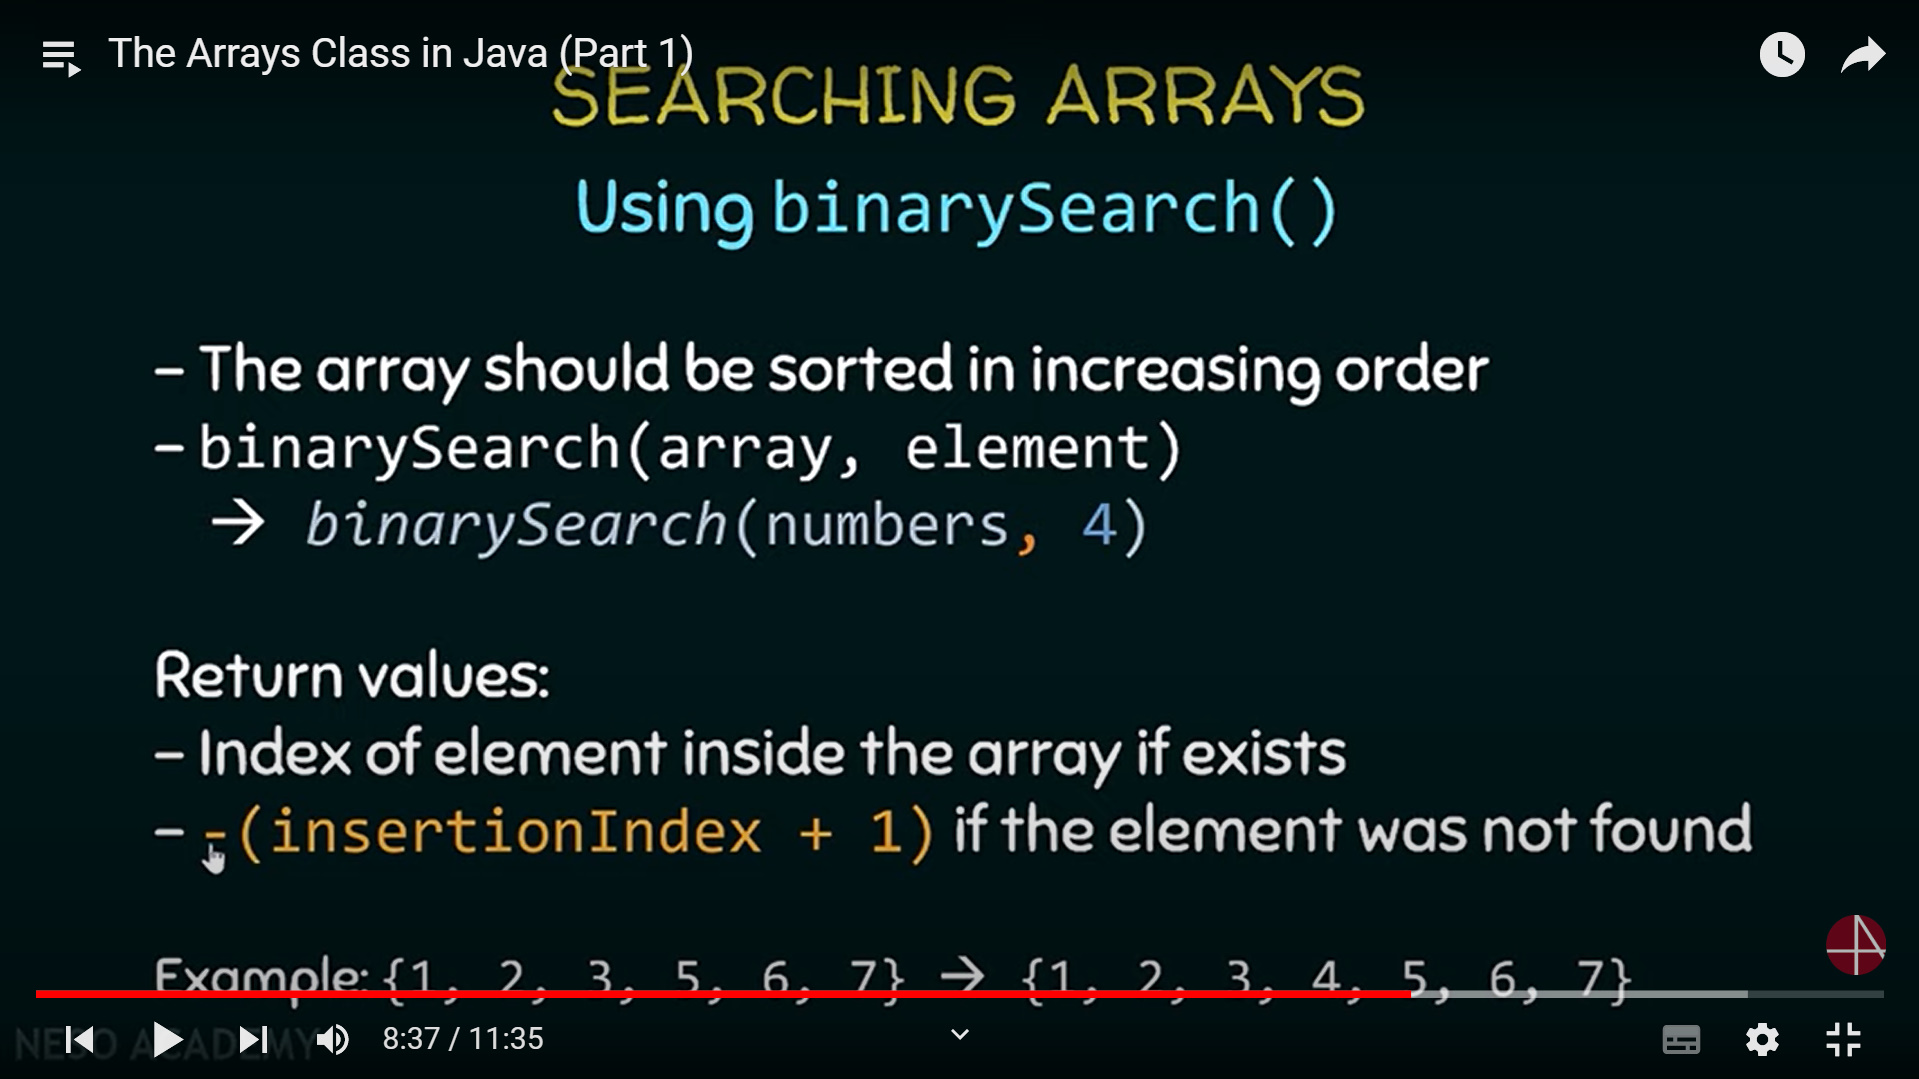 The Arrays Class in Java (Part 1)
SEARCHING ARRAYS
Using binarySearch()
– The array should be sorted in increasing order
– binarySearch(array, element)
→ binarySearch(numbers, 4)
Return values:
– Index of element inside the array if exists
– -(insertionIndex + 1) if the element was not found
Example: {1, 2, 3, 5, 6, 7} → {1, 2, 3, 4, 5, 6, 7}
NESO ACADEMY
8:37 / 11:35